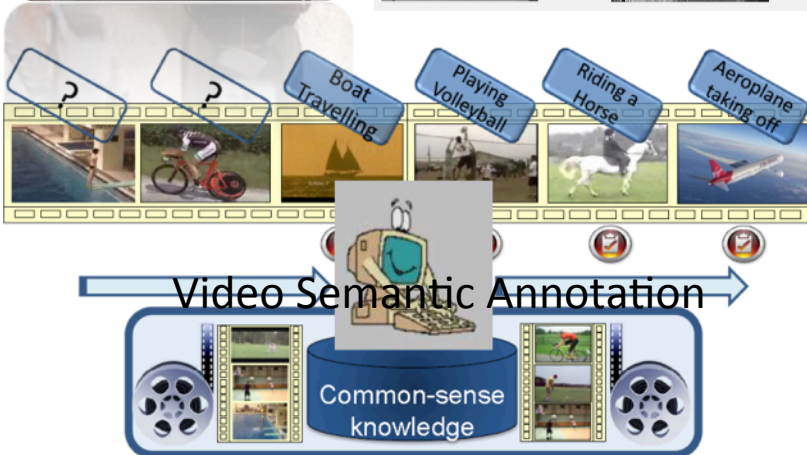 ?
?
Boat
Travelling
Playing
Volleyball
Riding a
Horse
Aeroplane
taking off
Video Semantic Annotation
Common-sense
knowledge